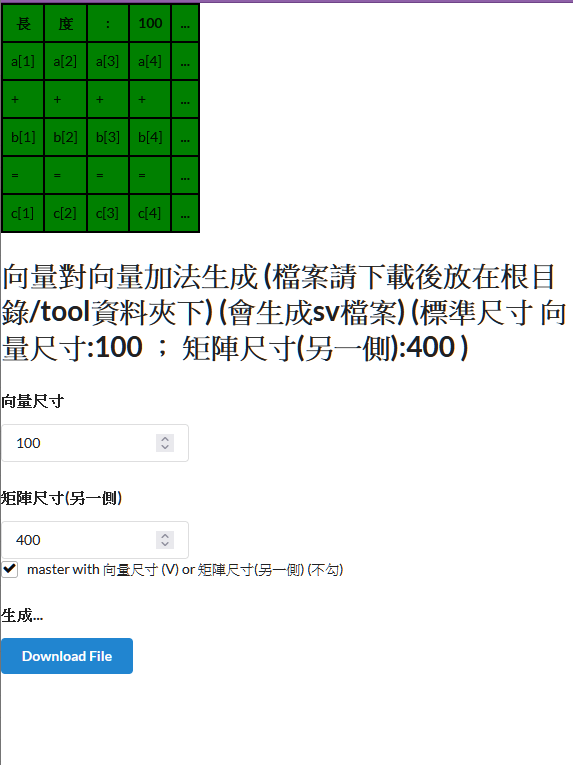 長 度 : 100 ...
a[1] a[2] a[3] a[4] ...
+ + + + ...
b[1] b[2] b[3] b[4] ...
= = = = ...
c[1] c[2] c[3] c[4] ...
向量對向量加法生成 (檔案請下載後放在根目
錄/tool資料夾下) (會生成sv檔案) (標準尺寸 向
量尺寸:100 ； 矩陣尺寸(另一側):400 )
向量尺寸
100
矩陣尺寸(另一側)
400
master with 向量尺寸 (V) or 矩陣尺寸(另一側) (不勾)
生成...
Download File